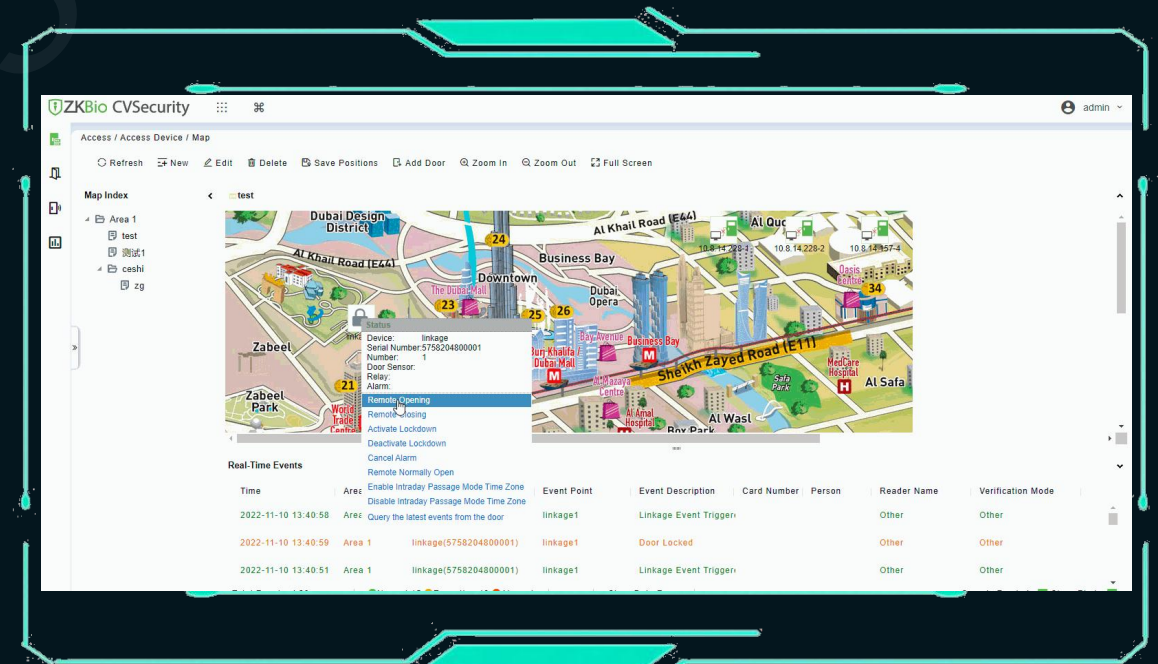 ZKBio CVSecurity
admin
Access / Access Device / Map
Refresh New Edit Delete Save Positions Add Door Zoom In Zoom Out Full Screen
Map Index
test
Area 1
test
测试1
ceshi
zg
Dubai Design
District
24
Al Khail Road (E44)
Al Quo
10.8.14.228-1 10.8.14.228-2 10.8.14.157-4
Al Khail Road (E44)
Business Bay
Downtown
Oasis
Centre
The Dubai Mall
Dubai
Opera
34
23
25
26
Zabeel
Bay Avenue
Business Bay
M
Burj Khalifa /
Dubai Mall
M
Sheikh Zayed Road (E11)
MedCare
Hospital
H
Al Safa
Safa
Park
21
Al Mazaya
Centre
Zabeel
Park
World
Trade
Centre
Al Amal
Hospital
Al Wasl
Box Park
Status
Device: linkage
Serial Number:5758204800001
Number: 1
Door Sensor:
Relay:
Alarm:
Remote Opening
Remote Closing
Activate Lockdown
Deactivate Lockdown
Cancel Alarm
Remote Normally Open
Enable Intraday Passage Mode Time Zone
Disable Intraday Passage Mode Time Zone
Query the latest events from the door
Real-Time Events
Time Area Event Point Event Description Card Number Person Reader Name Verification Mode
2022-11-10 13:40:58 Area linkage1 Linkage Event Trigger Other Other
2022-11-10 13:40:59 Area 1 linkage(5758204800001) linkage1 Door Locked Other Other
2022-11-10 13:40:51 Area 1 linkage(5758204800001) linkage1 Linkage Event Trigger Other Other